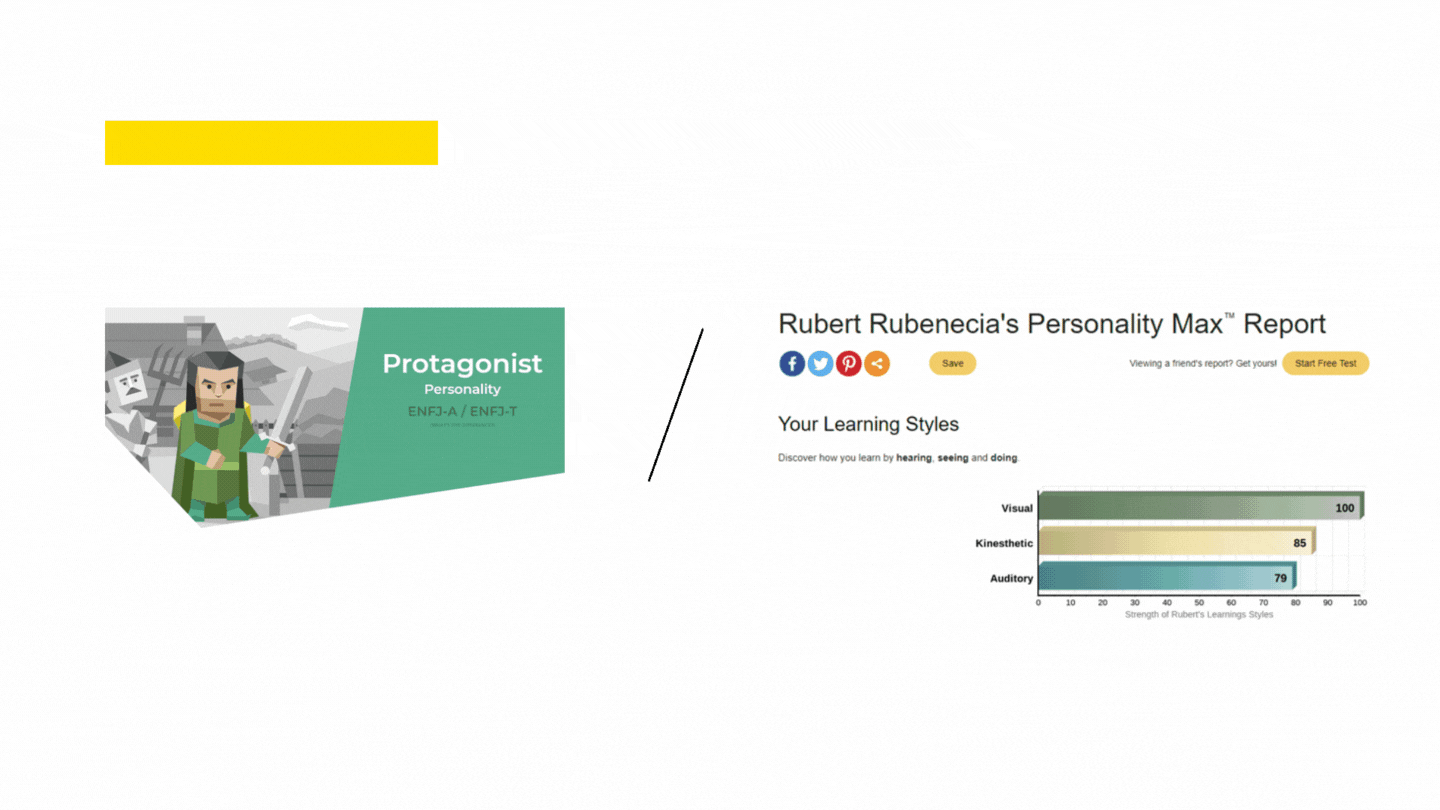 Protagonist
Personality
ENFJ-A / ENFJ-T
Rubert Rubenecia's Personality Max™ Report
Save
Viewing a friend's report? Get yours!
Start Free Test
Your Learning Styles
Discover how you learn by hearing, seeing and doing.
Visual 100
Kinesthetic 85
Auditory 79
0 10 20 30 40 50 60 70 80 90 100
Strength of Rubert's Learnings Styles